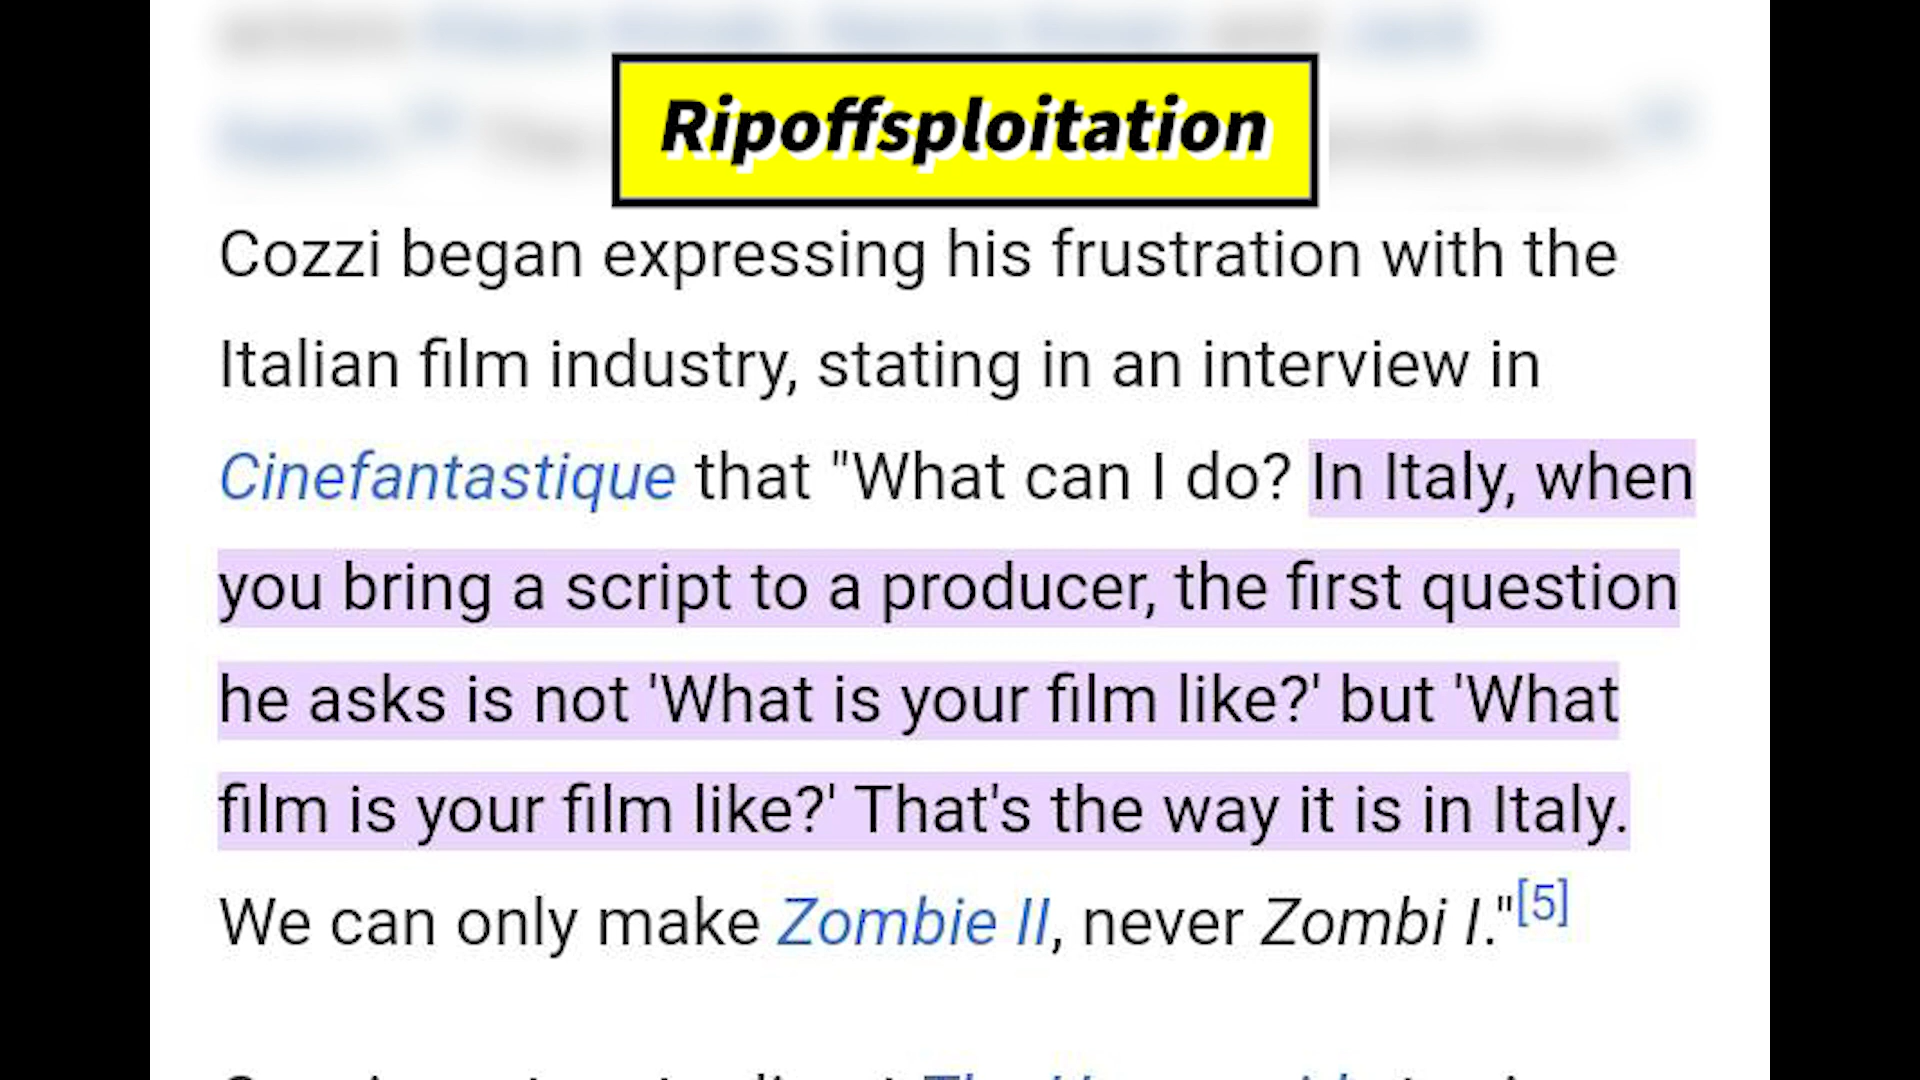 Ripoffsploitation
Cozzi began expressing his frustration with the
Italian film industry, stating in an interview in
Cinefantastique that "What can I do? In Italy, when
you bring a script to a producer, the first question
he asks is not 'What is your film like?' but 'What
film is your film like?' That's the way it is in Italy.
We can only make Zombie II, never Zombi I."[5]